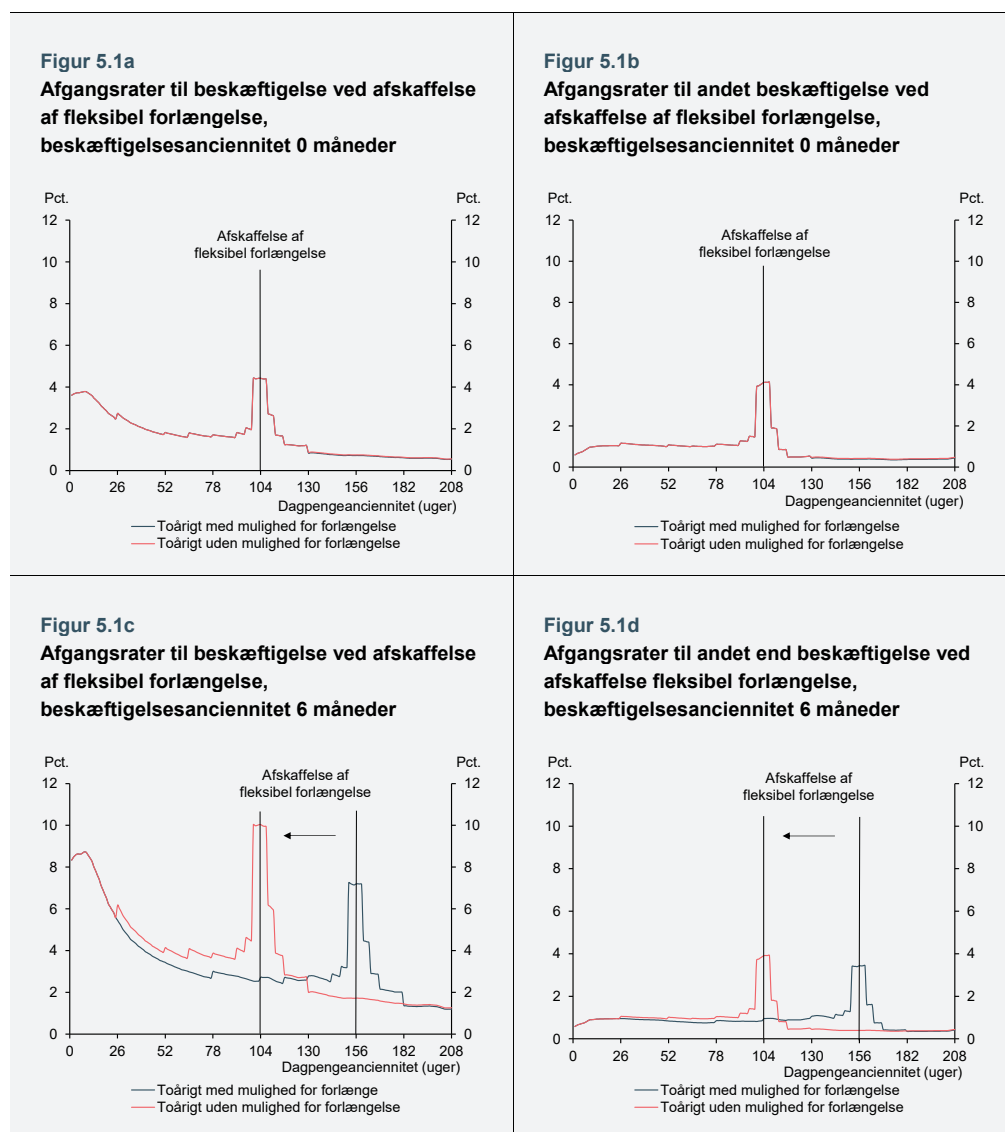 Figur 5.1a
Afgangsrater til beskæftigelse ved afskaffelse
af fleksibel forlængelse,
beskæftigelsesanciennitet 0 måneder
Pct.
Pct.
12
12
Afskaffelse af
fleksibel forlængelse
10
10
8
8
6
6
4
4
2
2
0
0
0 26 52 78 104 130 156 182 208
Dagpengeanciennitet (uger)
Toårigt med mulighed for forlængelse
Toårigt uden mulighed for forlængelse
Figur 5.1b
Afgangsrater til andet beskæftigelse ved
afskaffelse af fleksibel forlængelse,
beskæftigelsesanciennitet 0 måneder
Pct.
Pct.
12
12
Afskaffelse af
fleksibel forlængelse
10
10
8
8
6
6
4
4
2
2
0
0
0 26 52 78 104 130 156 182 208
Dagpengeanciennitet (uger)
Toårigt med mulighed for forlængelse
Toårigt uden mulighed for forlængelse
Figur 5.1c
Afgangsrater til beskæftigelse ved afskaffelse
af fleksibel forlængelse,
beskæftigelsesanciennitet 6 måneder
Pct.
Pct.
12
12
Afskaffelse af
fleksibel forlængelse
10
10
8
8
6
6
4
4
2
2
0
0
0 26 52 78 104 130 156 182 208
Dagpengeanciennitet (uger)
Toårigt med mulighed for forlænge
Toårigt uden mulighed for forlængelse
Figur 5.1d
Afgangsrater til andet end beskæftigelse ved
afskaffelse fleksibel forlængelse,
beskæftigelsesanciennitet 6 måneder
Pct.
Pct.
12
12
Afskaffelse af
fleksibel forlængelse
10
10
8
8
6
6
4
4
2
2
0
0
0 26 52 78 104 130 156 182 208
Dagpengeanciennitet (uger)
Toårigt med mulighed for forlængelse
Toårigt uden mulighed for forlængelse